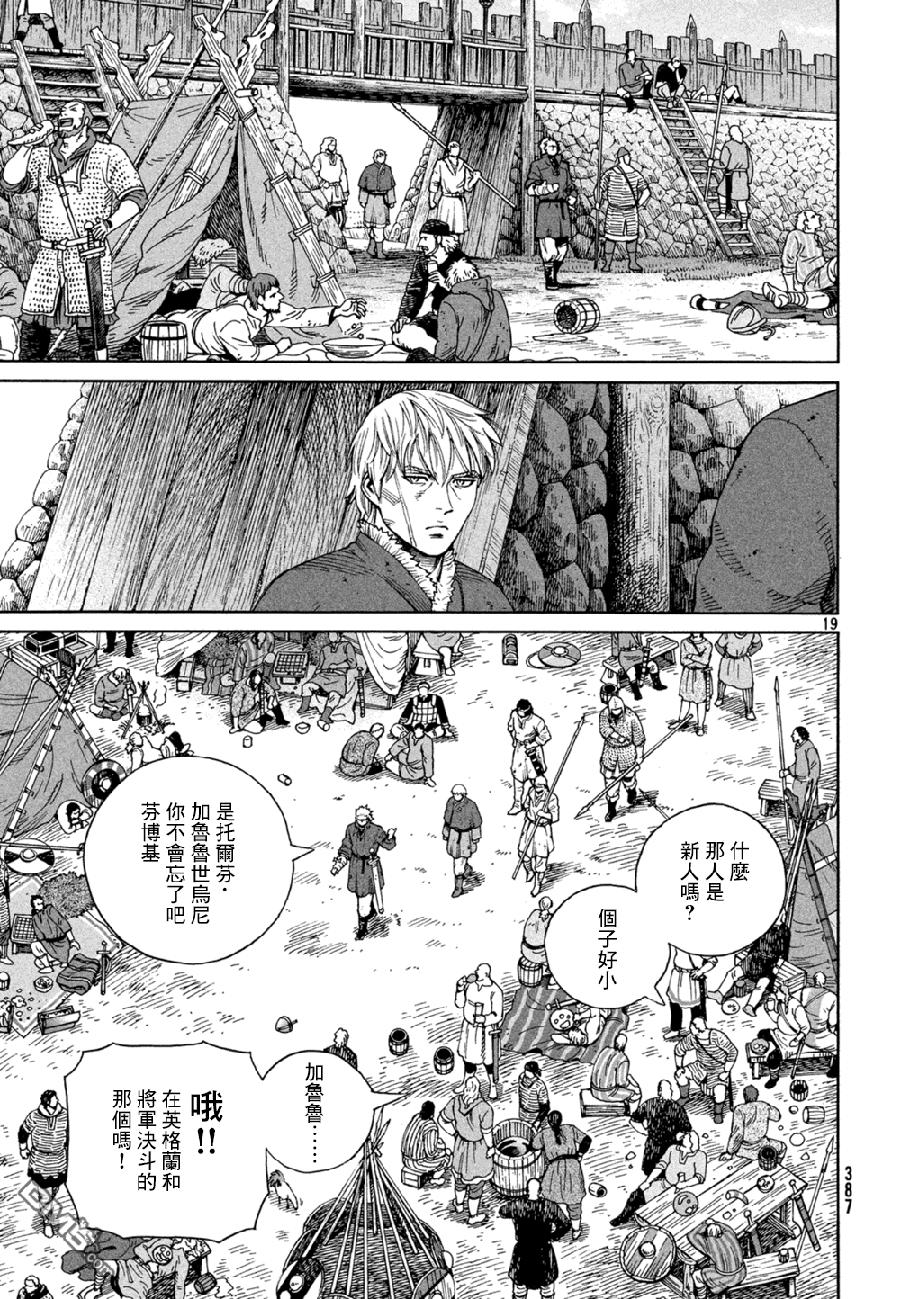 19
什麼
那人是
新人嗎?
個子好小
是托爾芬·
加魯魯世烏尼
你不會忘了吧
芬博基
加魯魯……
哦!!
在英格蘭和
將軍決斗的
那個嗎!
387